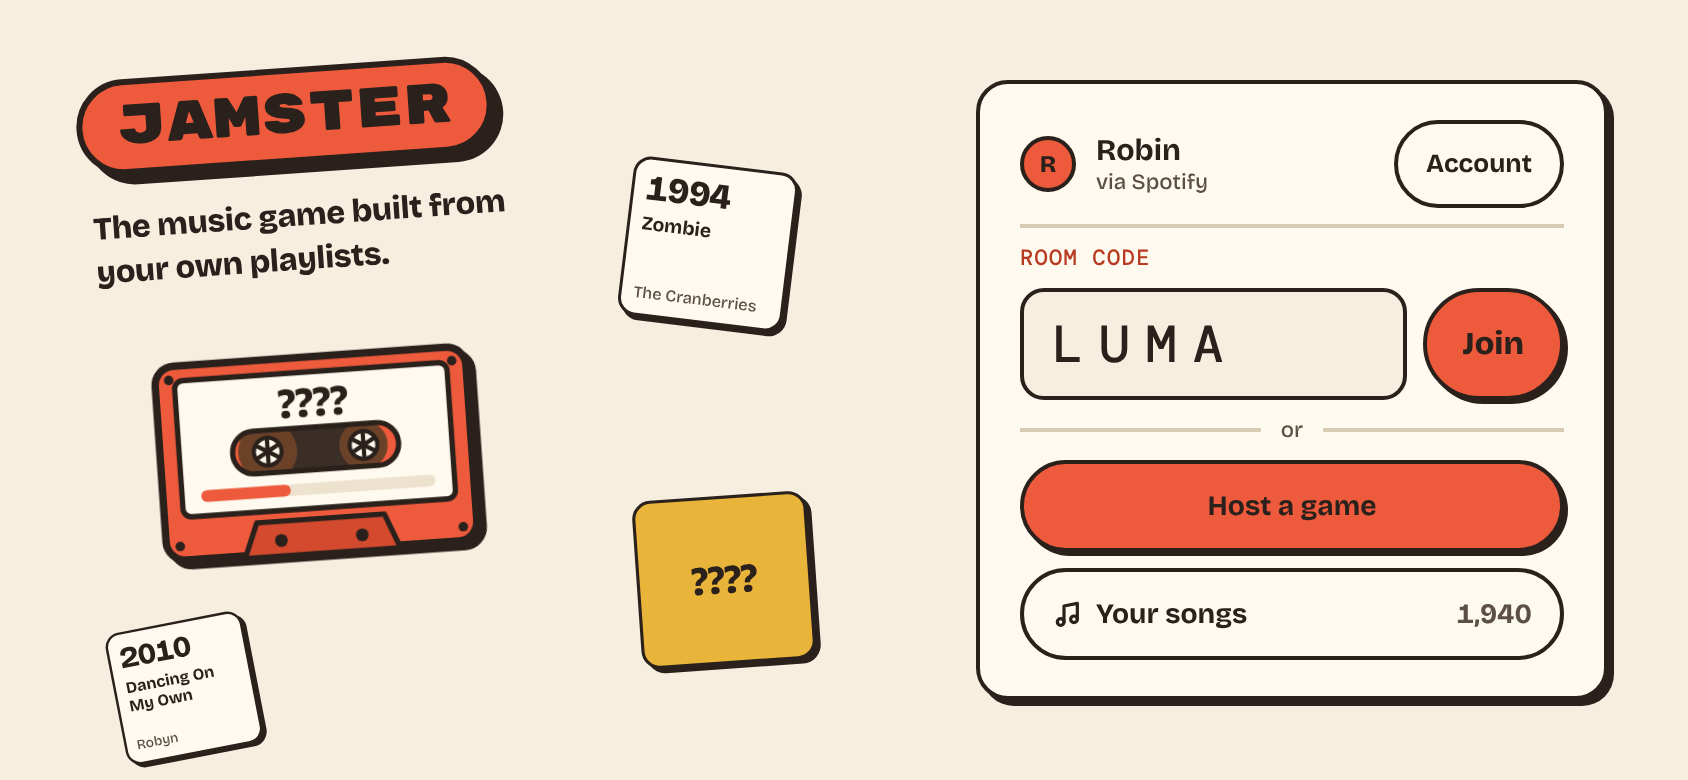 JAMSTER
The music game built from
your own playlists.
1994
Zombie
The Cranberries
????
????
2010
Dancing On
My Own
Robyn
R
Robin
via Spotify
Account
ROOM CODE
LUMA
Join
or
Host a game
Your songs
1,940